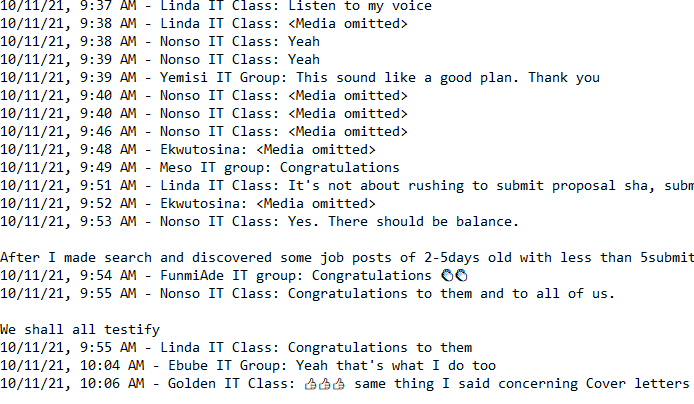 10/11/21, 9:37 AM - Linda IT Class: Listen to my voice
10/11/21, 9:38 AM - Linda IT Class: <Media omitted>
10/11/21, 9:38 AM - Nonso IT Class: Yeah
10/11/21, 9:39 AM - Nonso IT Class: Yeah
10/11/21, 9:39 AM - Yemisi IT Group: This sound like a good plan. Thank you
10/11/21, 9:40 AM - Nonso IT Class: <Media omitted>
10/11/21, 9:40 AM - Nonso IT Class: <Media omitted>
10/11/21, 9:46 AM - Nonso IT Class: <Media omitted>
10/11/21, 9:48 AM - Ekwutosina: <Media omitted>
10/11/21, 9:49 AM - Meso IT group: Congratulations
10/11/21, 9:51 AM - Linda IT Class: It's not about rushing to submit proposal sha, subm
10/11/21, 9:52 AM - Ekwutosina: <Media omitted>
10/11/21, 9:53 AM - Nonso IT Class: Yes. There should be balance.
After I made search and discovered some job posts of 2-5days old with less than 5submit
10/11/21, 9:54 AM - FunmiAde IT group: Congratulations
10/11/21, 9:55 AM - Nonso IT Class: Congratulations to them and to all of us.
We shall all testify
10/11/21, 9:55 AM - Linda IT Class: Congratulations to them
10/11/21, 10:04 AM - Ebube IT Group: Yeah that's what I do too
10/11/21, 10:06 AM - Golden IT Class: 👍👍👍 same thing I said concerning Cover letters